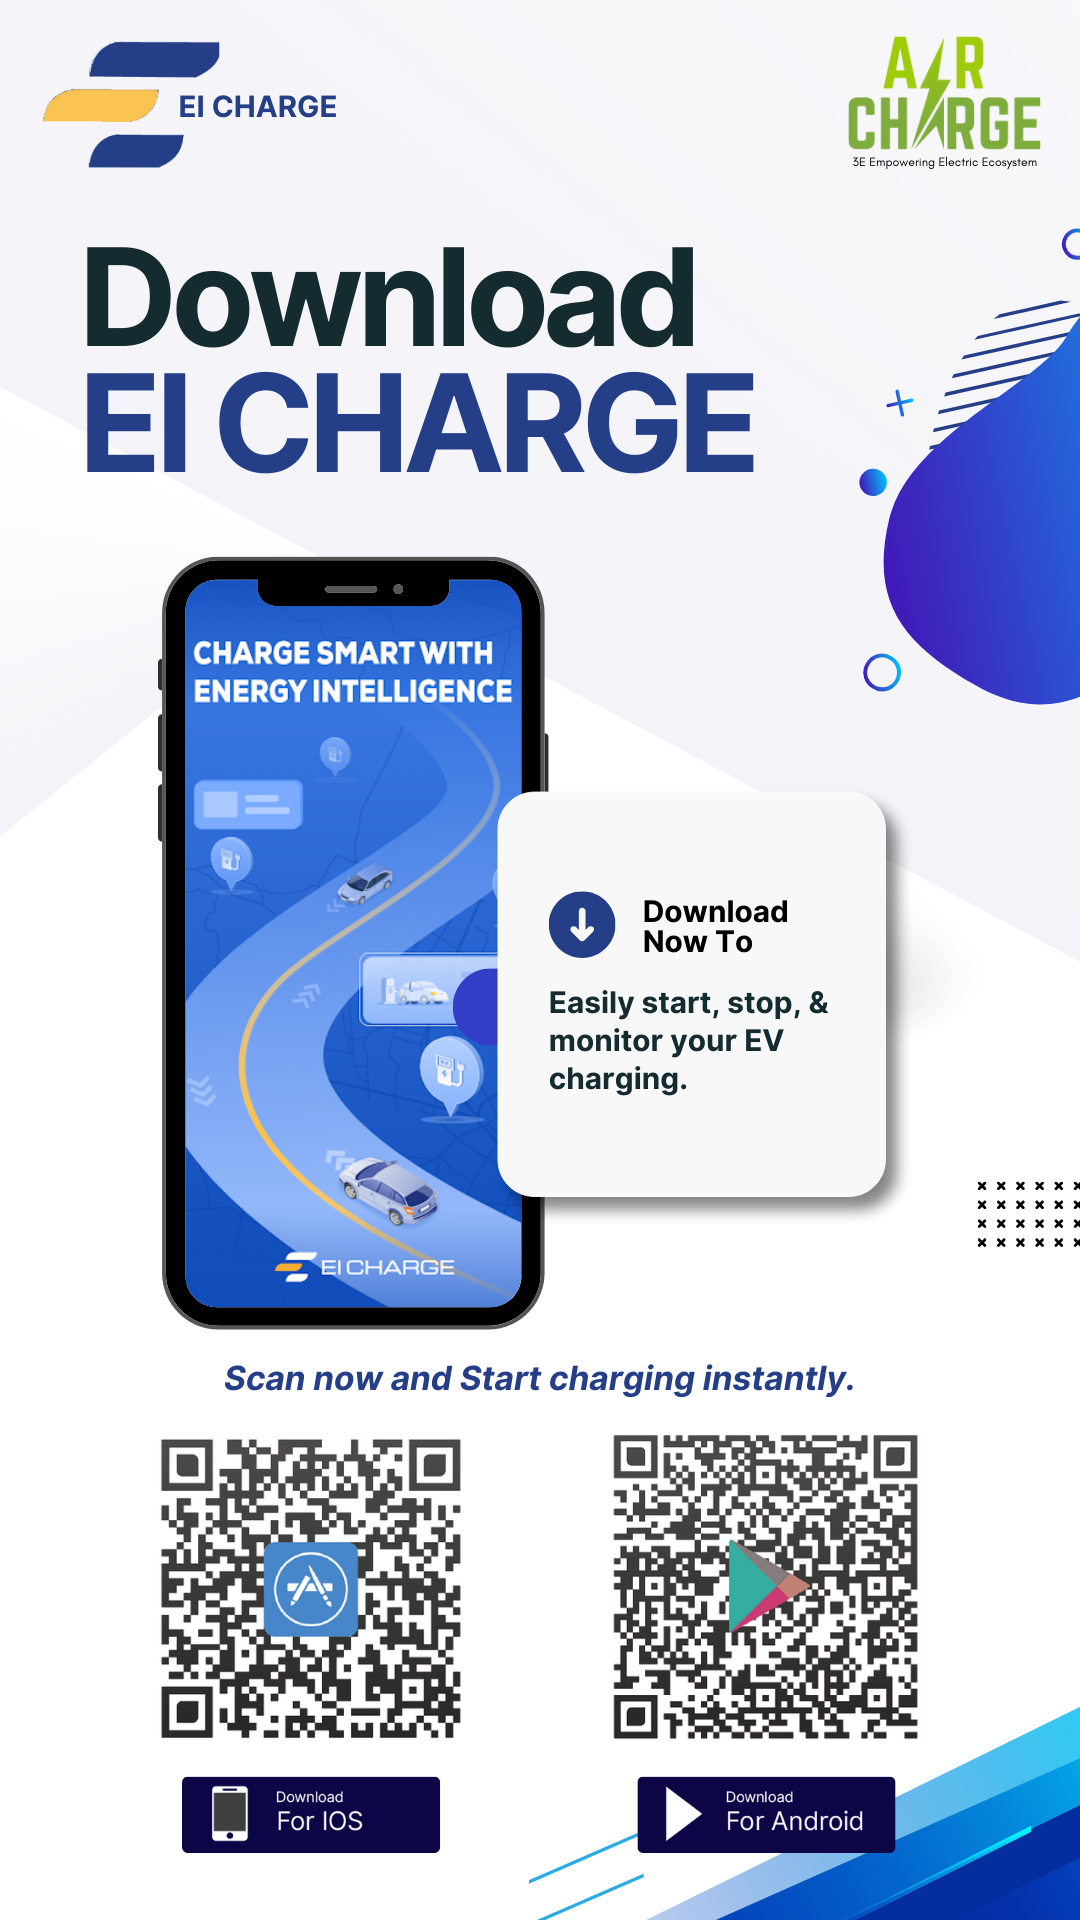 EI CHARGE
AIR
CHARGE
3E Empowering Electric Ecosystem
Download
EI CHARGE
CHARGE SMART WITH
ENERGY INTELLIGENCE
Download
Now To
Easily start, stop, &
monitor your EV
charging.
EI CHARGE
Scan now and Start charging instantly.
Download
For IOS
Download
For Android